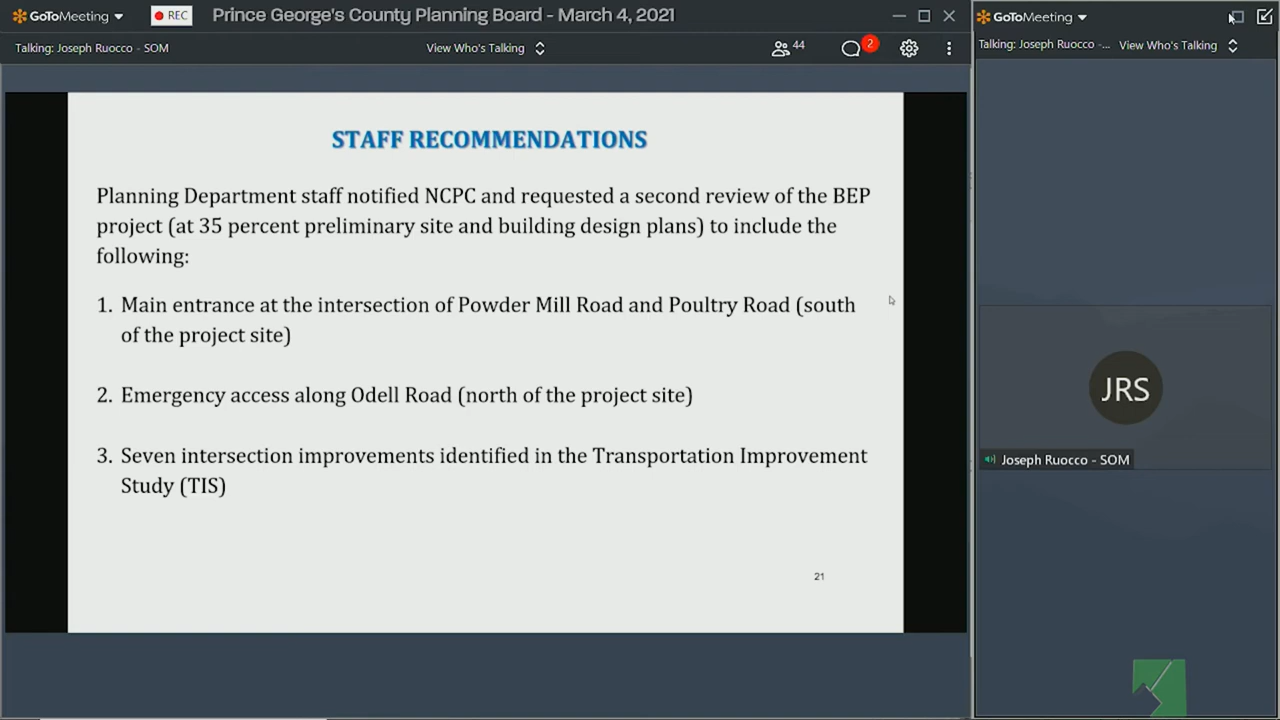 GoToMeeting
REC
Prince George's County Planning Board - March 4, 2021
Talking: Joseph Ruocco - SOM
View Who's Talking
44
2
STAFF RECOMMENDATIONS
Planning Department staff notified NCPC and requested a second review of the BEP
project (at 35 percent preliminary site and building design plans) to include the
following:
1. Main entrance at the intersection of Powder Mill Road and Poultry Road (south
of the project site)
2. Emergency access along Odell Road (north of the project site)
3. Seven intersection improvements identified in the Transportation Improvement
Study (TIS)
21
GoToMeeting
Talking: Joseph Ruocco -...
View Who's Talking
JRS
Joseph Ruocco - SOM